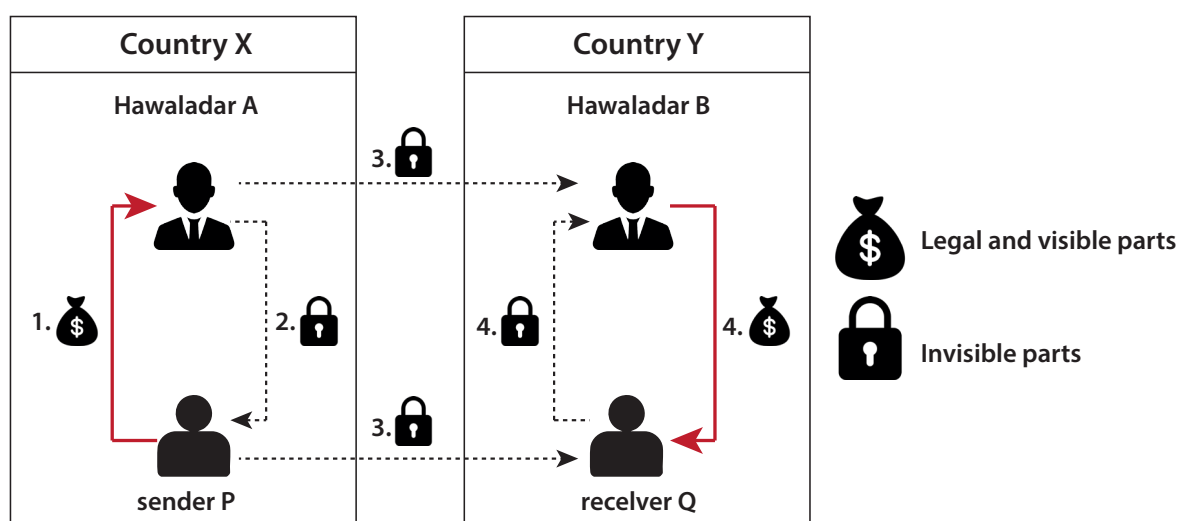 Country X
Country Y
Hawaladar A
Hawaladar B
3.
1. $
2.
4.
4. $
3.
sender P
recelver Q
$ Legal and visible parts
Invisible parts